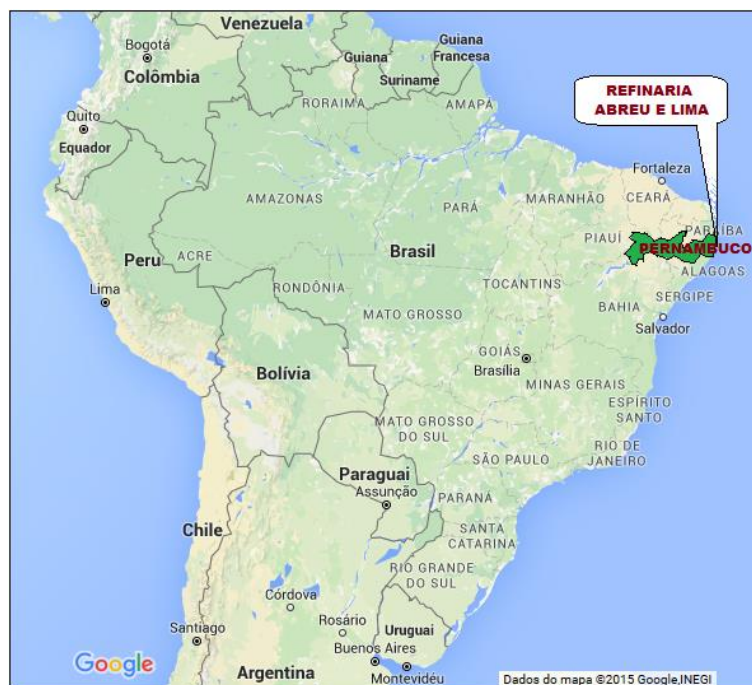 Venezuela
Bogotá
Colômbia
Guiana
Guiana
Francesa
Suriname
RORAIMA
AMAPÁ
REFINARIA
ABREU E LIMA
Quito
Equador
Fortaleza
AMAZONAS
PARÁ
MARANHÃO
CEARÁ
PIAUÍ
PARAÍBA
PERNAMBUCO
Brasil
ACRE
Peru
ALAGOAS
TOCANTINS
RONDÔNIA
SERGIPE
Lima
MATO GROSSO
BAHIA
Salvador
GOIÁS
Brasília
Bolívia
MINAS GERAIS
ESPÍRITO
SANTO
MATO GROSSO
DO SUL
RIO DE
JANEIRO
SÃO PAULO
Paraguai
Assunção
PARANÁ
Chile
SANTA
CATARINA
RIO GRANDE
DO SUL
Córdova
Rosário
Santiago
Uruguai
Buenos Aires
Google
Argentina
Montevidéu
Dados do mapa ©2015 Google,INEGI